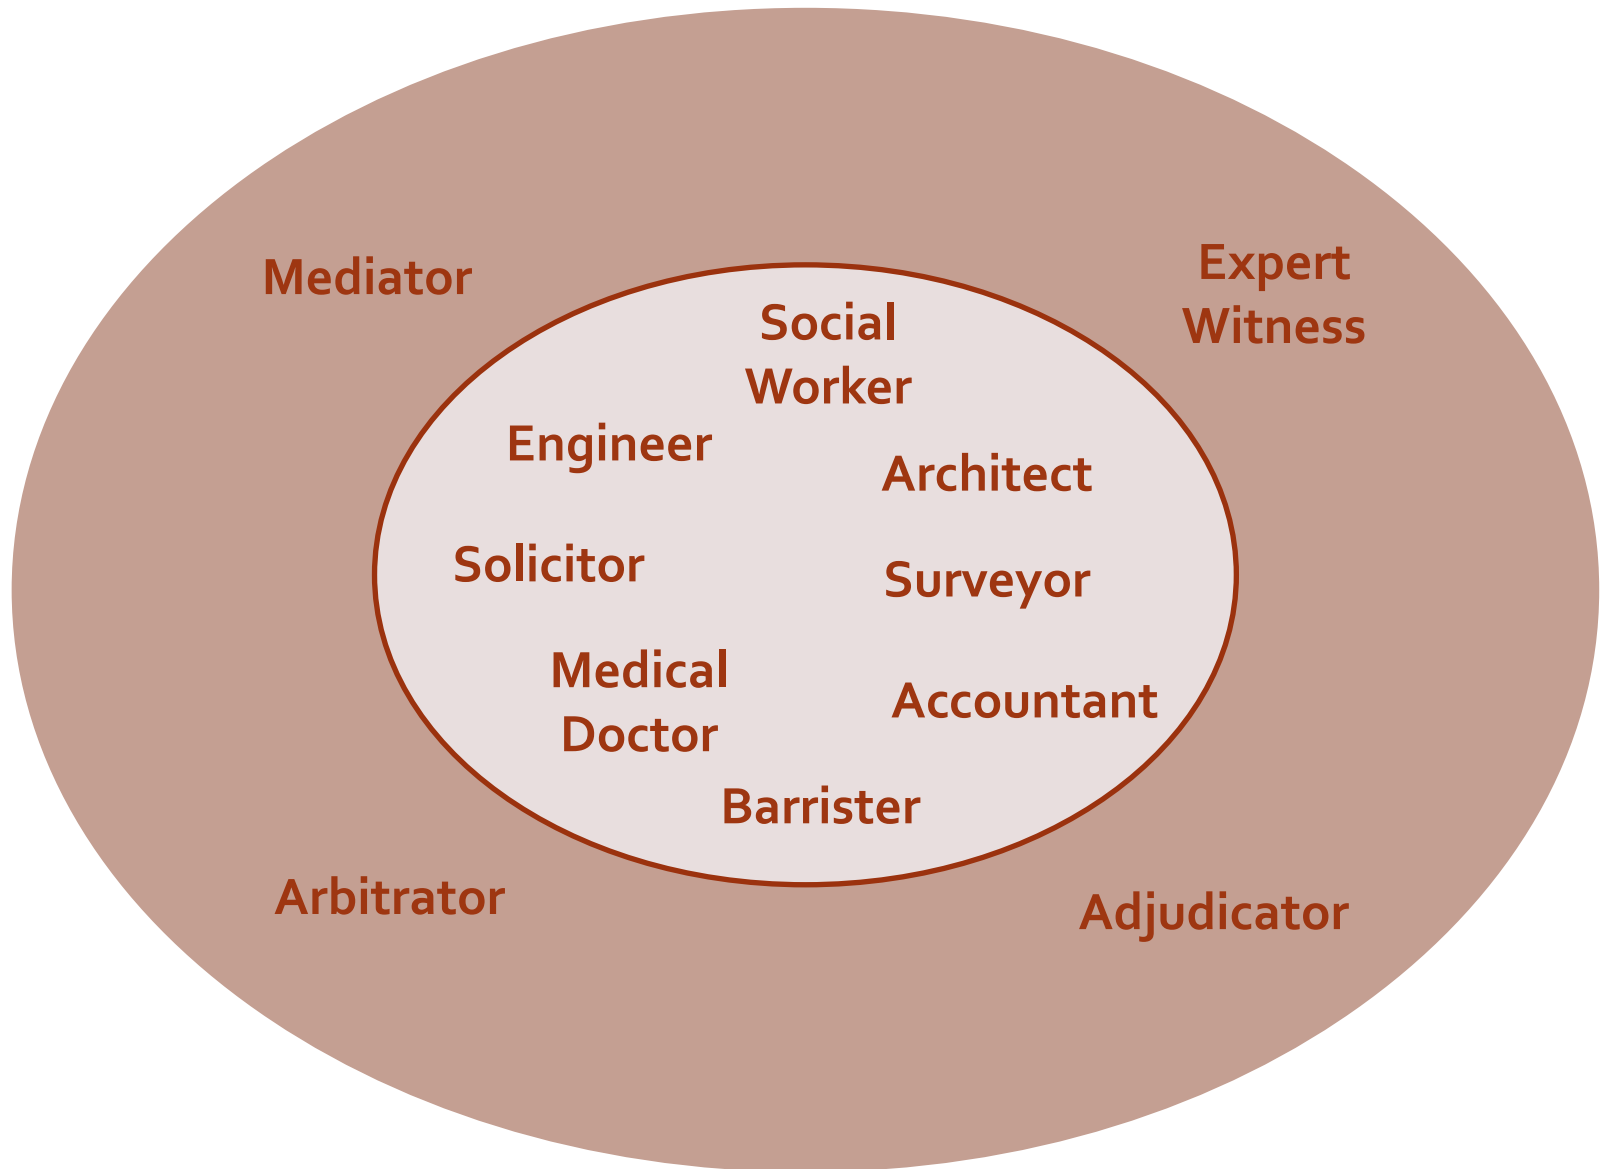 Mediator
Expert
Witness
Social
Worker
Engineer
Architect
Solicitor
Surveyor
Medical
Doctor
Accountant
Barrister
Arbitrator
Adjudicator